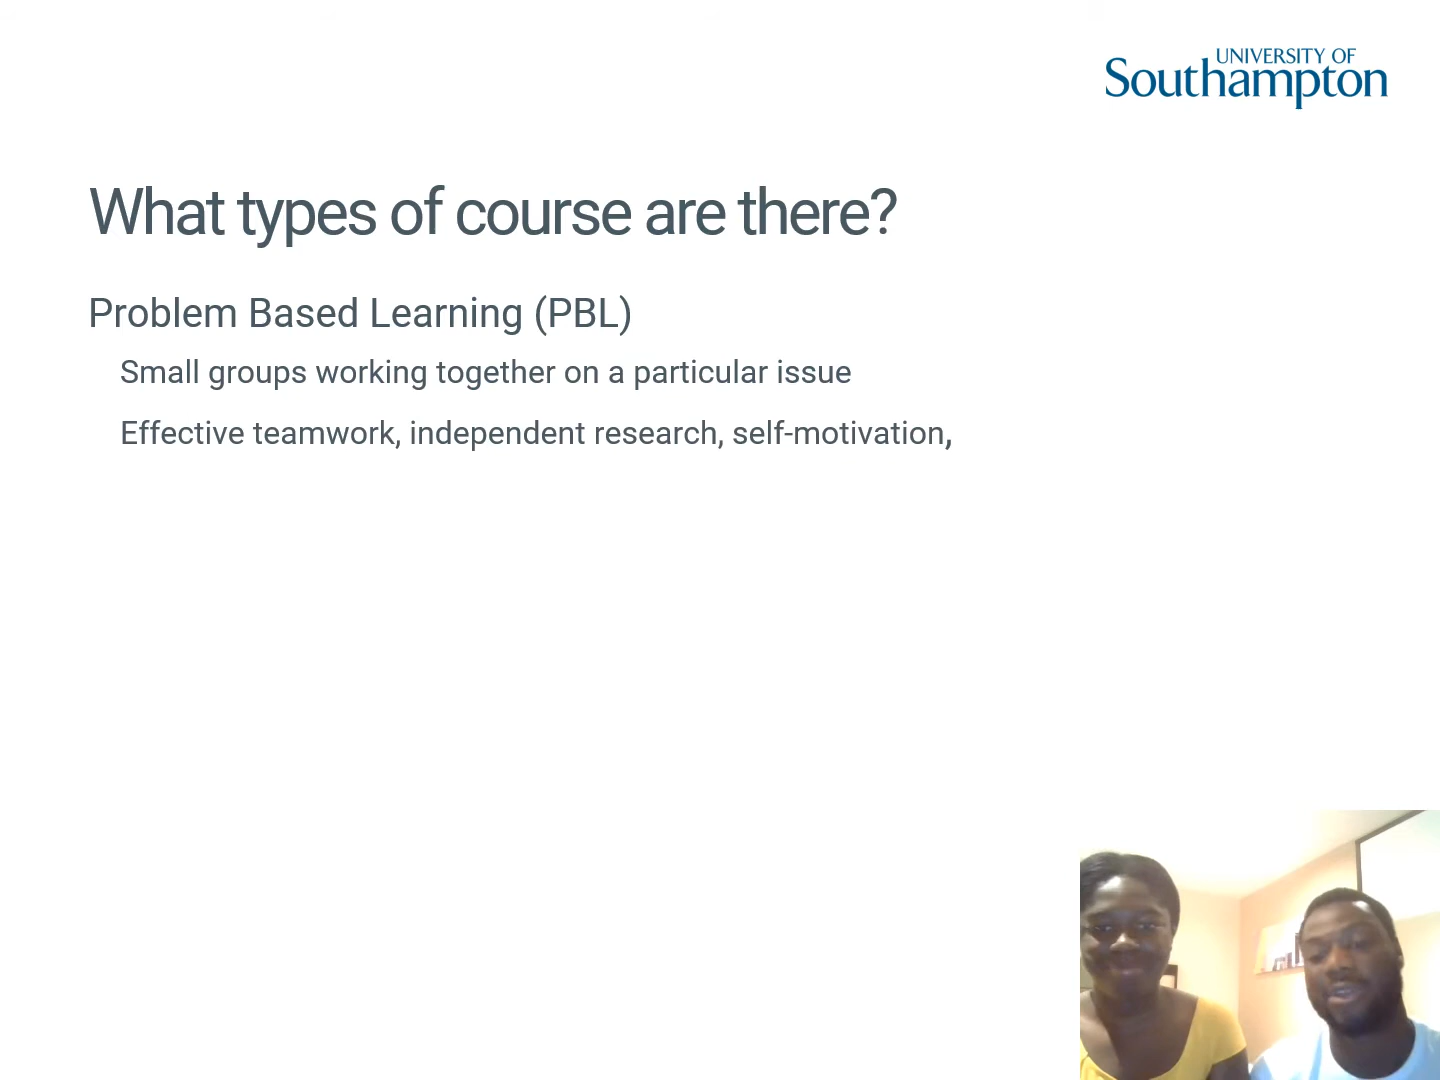 UNIVERSITY OF
Southampton
What types of course are there?
Problem Based Learning (PBL)
Small groups working together on a particular issue
Effective teamwork, independent research, self-motivation,